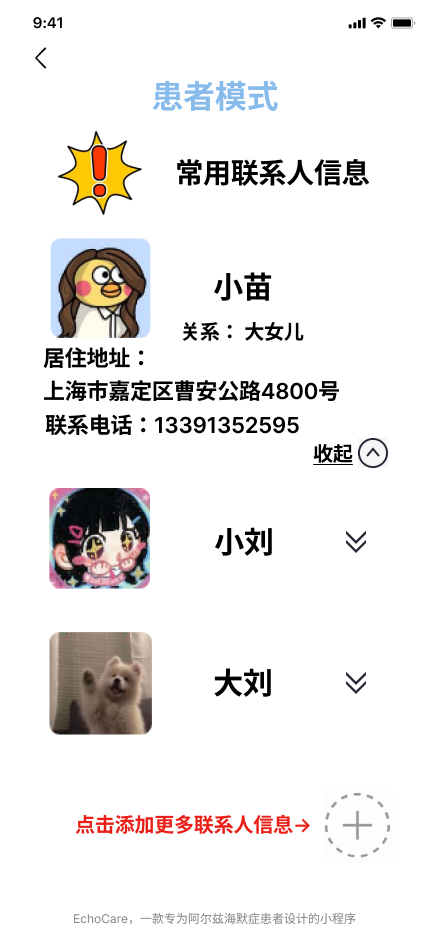 9:41
患者模式
常用联系人信息
小苗
关系： 大女儿
居住地址：
上海市嘉定区曹安公路4800号
联系电话：13391352595
收起
小刘
大刘
点击添加更多联系人信息→
EchoCare，一款专为阿尔兹海默症患者设计的小程序